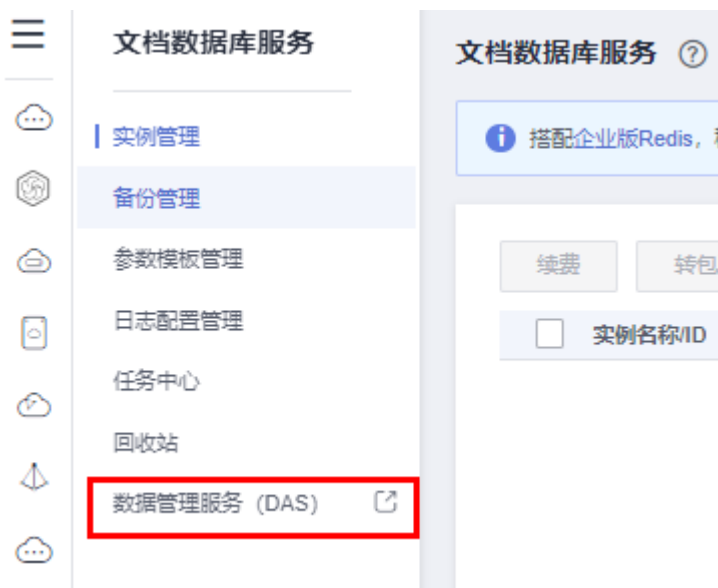 文档数据库服务
实例管理
备份管理
参数模板管理
日志配置管理
任务中心
回收站
数据管理服务（DAS）
文档数据库服务
搭配企业版Redis，
续费
转包
实例名称/ID